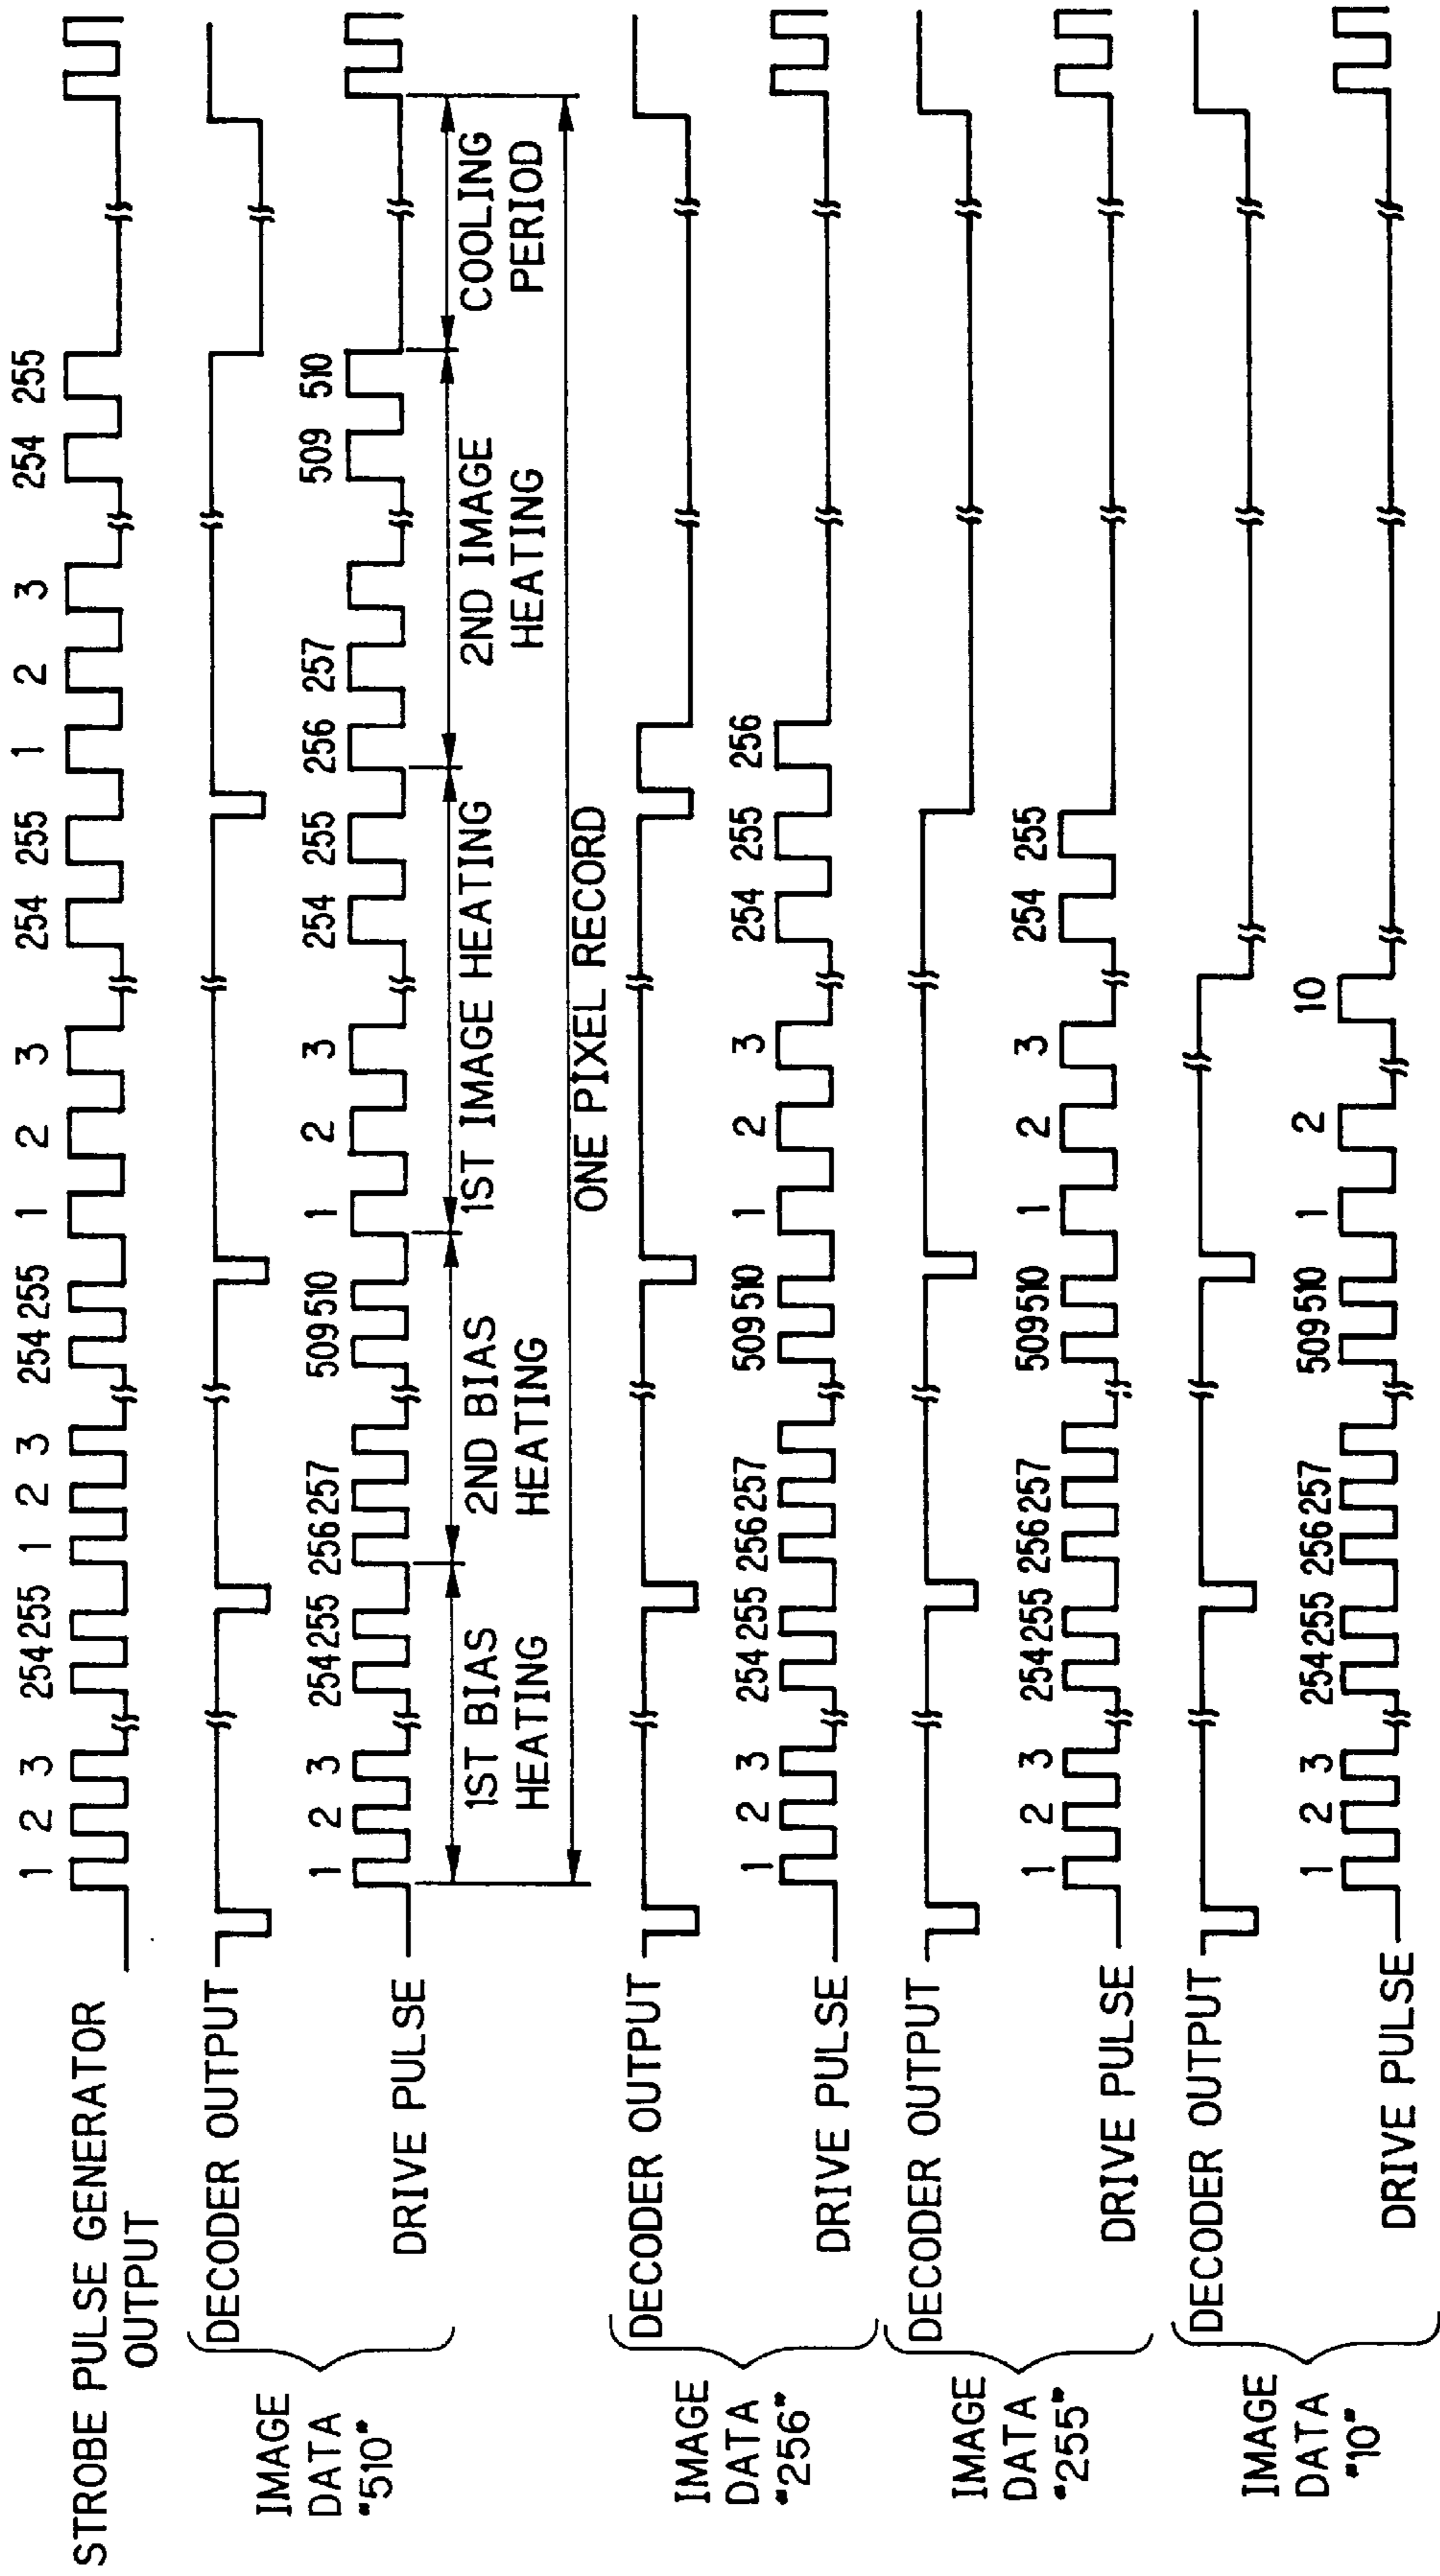 STROBE PULSE GENERATOR
OUTPUT
1 2 3 254 255 1 2 3 254 255 1 2 3 254 255 1 2 3 254 255
IMAGE
DATA
"510"
DECODER OUTPUT
DRIVE PULSE
1 2 3 254 255 256 257 509 510 1 2 3 254 255 256 257 509 510
1ST BIAS
HEATING
2ND BIAS
HEATING
1ST IMAGE HEATING
2ND IMAGE
HEATING
COOLING
PERIOD
ONE PIXEL RECORD
IMAGE
DATA
"256"
DECODER OUTPUT
DRIVE PULSE
1 2 3 254 255 256 257 509 510 1 2 3 254 255 256
IMAGE
DATA
"255"
DECODER OUTPUT
DRIVE PULSE
1 2 3 254 255 256 257 509 510 1 2 3 254 255
IMAGE
DATA
"10"
DECODER OUTPUT
DRIVE PULSE
1 2 3 254 255 256 257 509 510 1 2 10